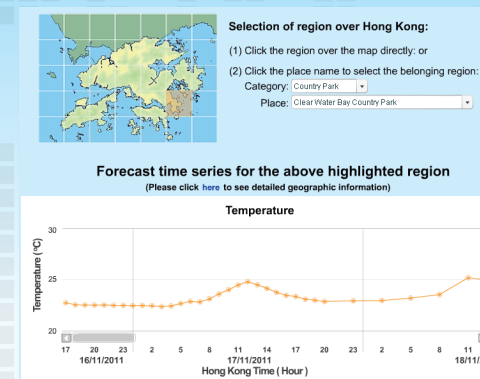 Selection of region over Hong Kong:
(1) Click the region over the map directly: or
(2) Click the place name to select the belonging region:
Category: Country Park
Place: Clear Water Bay Country Park
Forecast time series for the above highlighted region
(Please click here to see detailed geographic information)
Temperature
Temperature (°C)
30
25
20
17 20 23 2 5 8 11 14 17 20 23 2 5 8 11
16/11/2011 17/11/2011 18/11/
Hong Kong Time ( Hour )